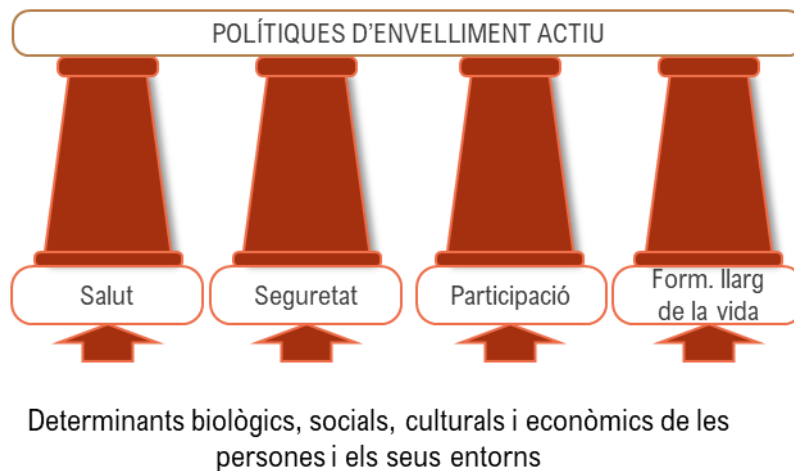 POLÍTIQUES D'ENVELLIMENT ACTIU
Salut
Seguretat
Participació
Form. llarg
de la vida
Determinants biològics, socials, culturals i econòmics de les
persones i els seus entorns